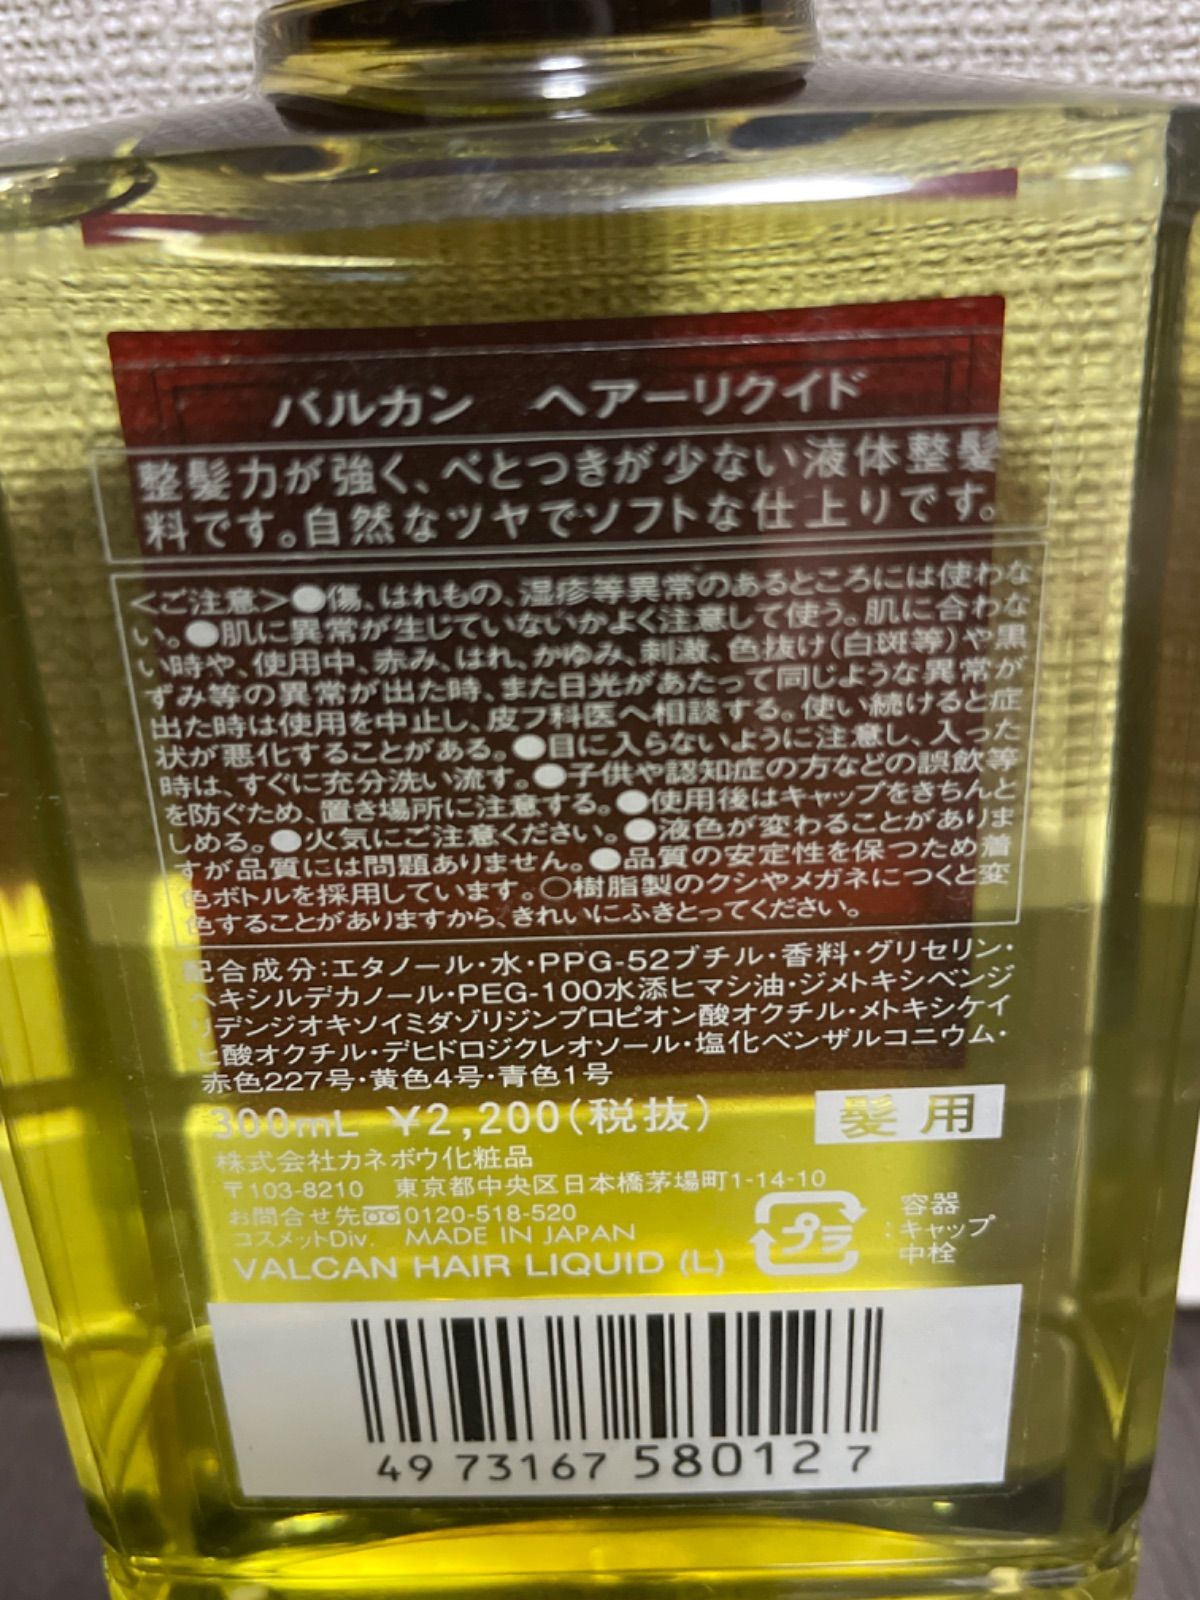 バルカン ヘアーリクイド
整髪力が強く、べとつきが少ない液体整髪
料です。自然なツヤでソフトな仕上りです。
<ご注意>●傷、はれもの、湿疹等異常のあるところには使わな
い。●肌に異常が生じていないかよく注意して使う。肌に合わな
い時や、使用中、赤み、はれ、かゆみ、刺激、色抜け(白斑等)や黒
ずみ等の異常が出た時、また日光があたって同じような異常が
出た時は使用を中止し、皮フ科医へ相談する。使い続けると症
状が悪化することがある。●目に入らないように注意し、入った
時は、すぐに充分洗い流す。●子供や認知症の方などの誤飲等
を防ぐため、置き場所に注意する。●使用後はキャップをきちんと
しめる。●火気にご注意ください。●液色が変わることがありま
すが品質には問題ありません。●品質の安定性を保つため着
色ボトルを採用しています。○樹脂製のクシやメガネにつくと変
色することがありますから、きれいにふきとってください。
配合成分:エタノール・水・PPG-52ブチル・香料・グリセリン・
ヘキシルデカノール・PEG-100水添ヒマシ油・ジメトキシベンジ
リデンジオキソイミダゾリジンプロピオン酸オクチル・メトキシケイ
ヒ酸オクチル・デヒドロジクレオソール・塩化ベンザルコニウム・
赤色227号・黄色4号・青色1号
300mL ¥2,200(税抜) 髪用
株式会社カネボウ化粧品
〒103-8210 東京都中央区日本橋茅場町1-14-10
お問合せ先 0120-518-520
コスメットDiv. MADE IN JAPAN
VALCAN HAIR LIQUID (L)
プラ :容器 キャップ 中栓
4973167580127